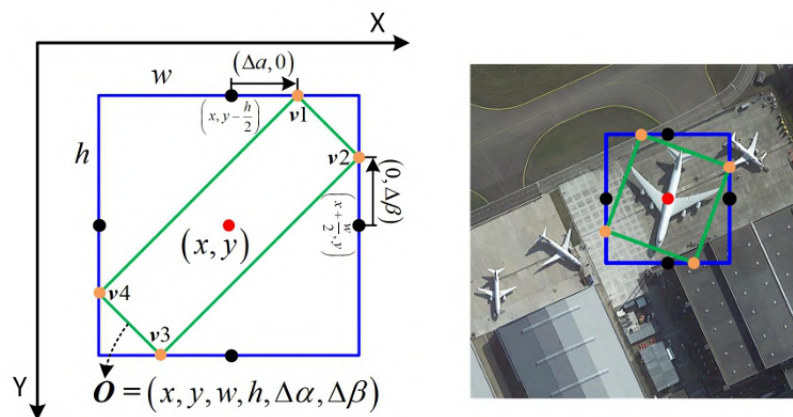 X
w
(Δa, 0)
(x, y - h/2)
v1
h
v2
(0, Δβ)
(x + w/2, y)
(x, y)
v4
v3
Y
O = (x, y, w, h, Δα, Δβ)